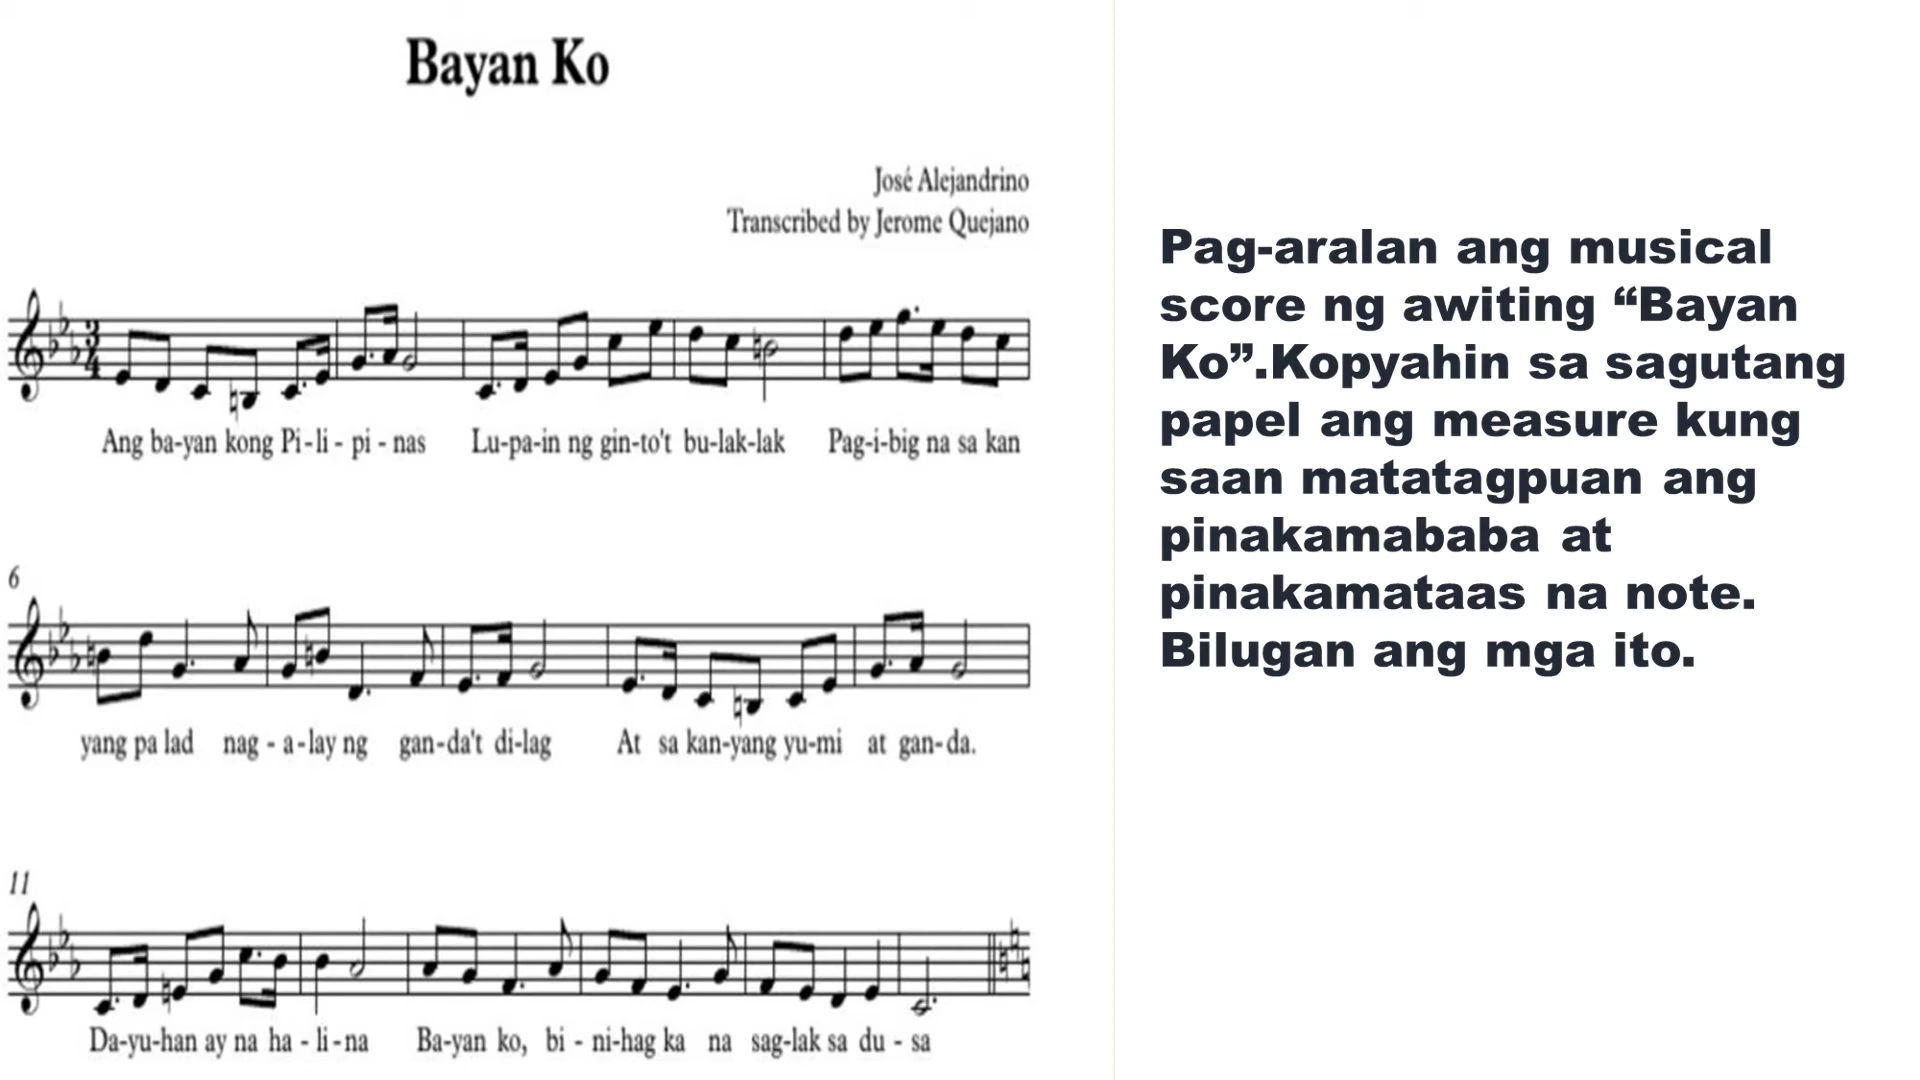 Bayan Ko
José Alejandrino
Transcribed by Jerome Quejano
3
4
Ang ba-yan kong Pi-li - pi - nas Lu-pa-in ng gin-to't bu-lak-lak Pag-i-big na sa kan
6
yang pa lad nag - a-lay ng gan-da't di-lag At sa kan-yang yu-mi at gan-da.
11
Da-yu-han ay na ha - li-na Ba-yan ko, bi - ni-hag ka na sag-lak sa du - sa
Pag-aralan ang musical
score ng awiting “Bayan
Ko”.Kopyahin sa sagutang
papel ang measure kung
saan matatagpuan ang
pinakamababa at
pinakamataas na note.
Bilugan ang mga ito.